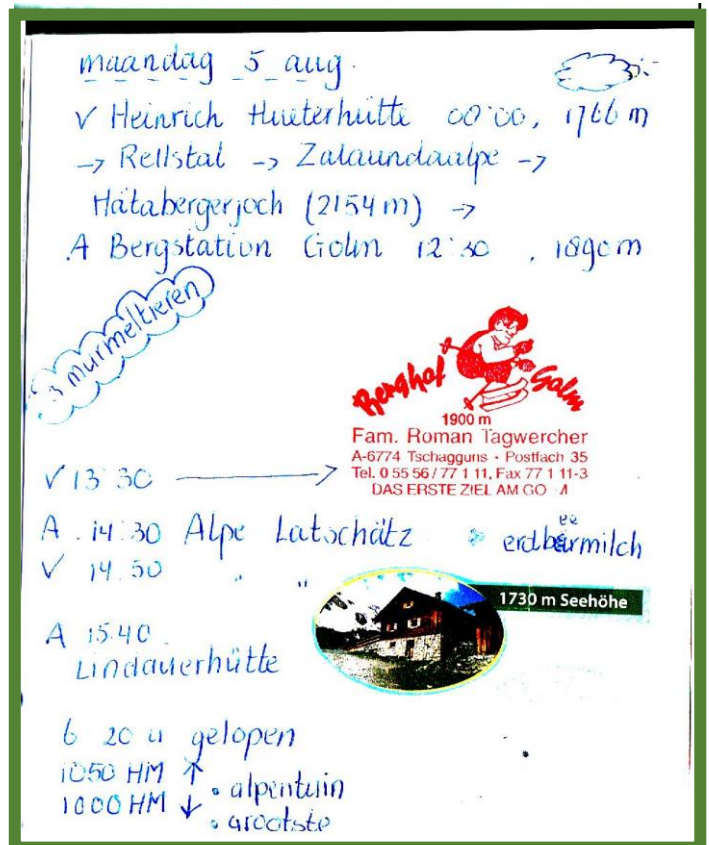 maandag 5 aug.
V Heinrich Hueterhütte 00:00, 1766 m
-> Rellstal -> Zalaundaalpe ->
Hätabergerjoch (2154 m) ->
A Bergstation Golm 12:30, 1890 m
3 murmeltieren
Berghof Golm
1900 m
Fam. Roman Tagwercher
A-6774 Tschagguns · Postfach 35
Tel. 0 55 56 / 77 1 11, Fax 77 1 11-3
DAS ERSTE ZIEL AM GO
V 13:30
A 14:30 Alpe Latschätz erdbeermilch
V 14.50 " "
1730 m Seehöhe
A 15:40
Lindauerhütte
6 20 u gelopen
1050 HM ↑
1000 HM ↓ • alpentuin
• grootste